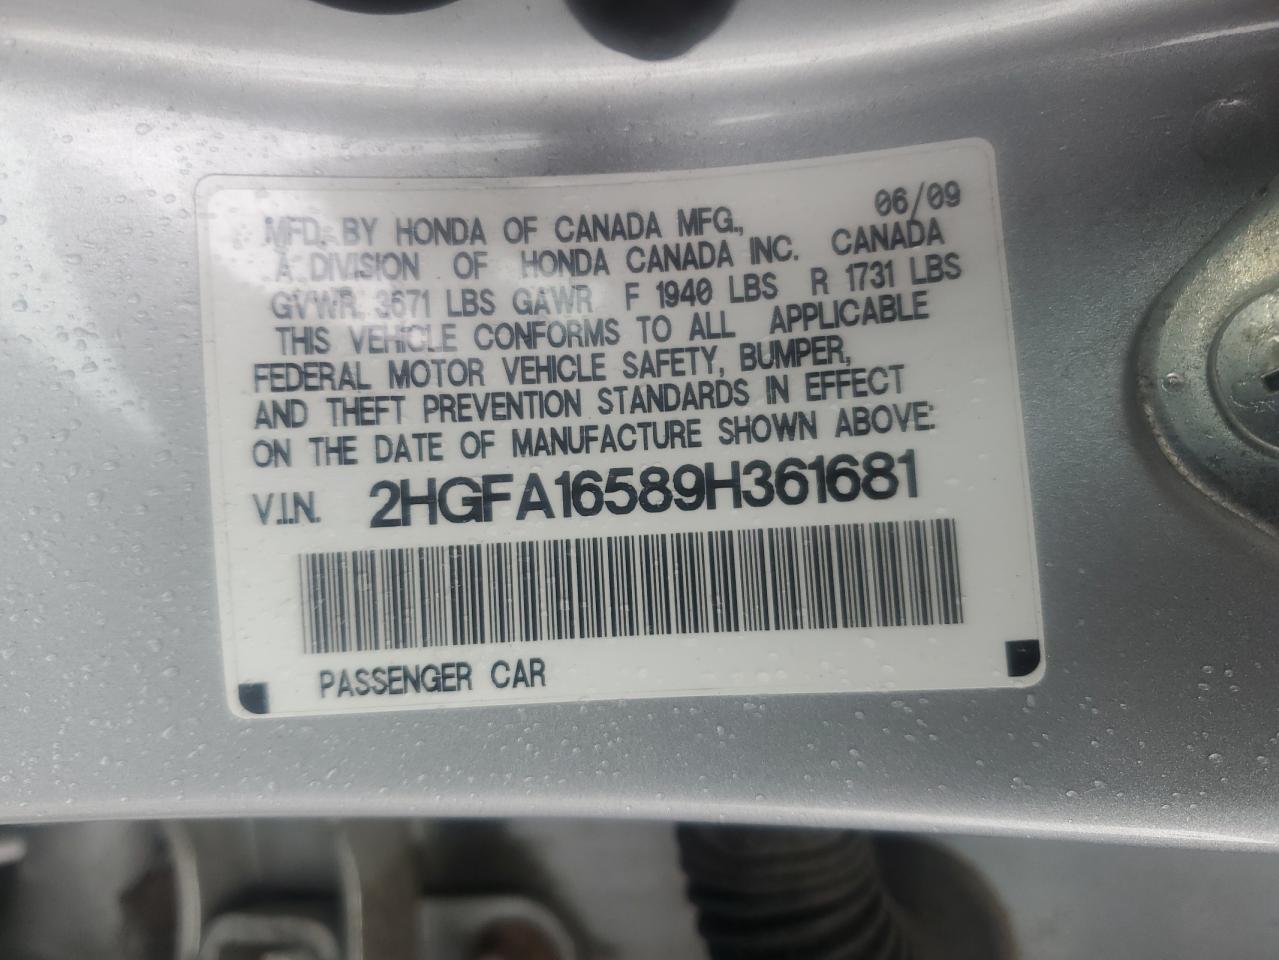 06/09
MFD. BY HONDA OF CANADA MFG.,
A DIVISION OF HONDA CANADA INC. CANADA
GVWR 3671 LBS GAWR F 1940 LBS R 1731 LBS
THIS VEHICLE CONFORMS TO ALL APPLICABLE
FEDERAL MOTOR VEHICLE SAFETY, BUMPER,
AND THEFT PREVENTION STANDARDS IN EFFECT
ON THE DATE OF MANUFACTURE SHOWN ABOVE:
V.I.N. 2HGFA16589H361681
PASSENGER CAR